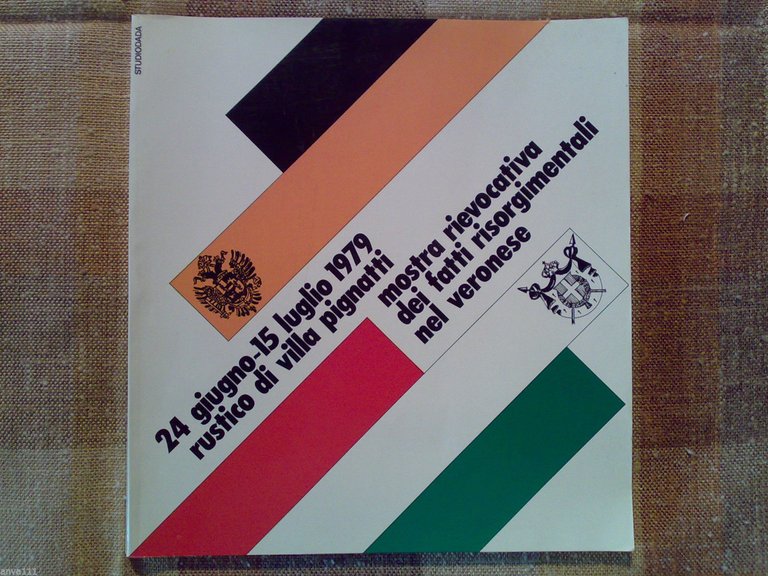 STUDIODADA
24 giugno-15 luglio 1979
rustico di villa pignatti
mostra rievocativa
dei fatti risorgimentali
nel veronese
anve111